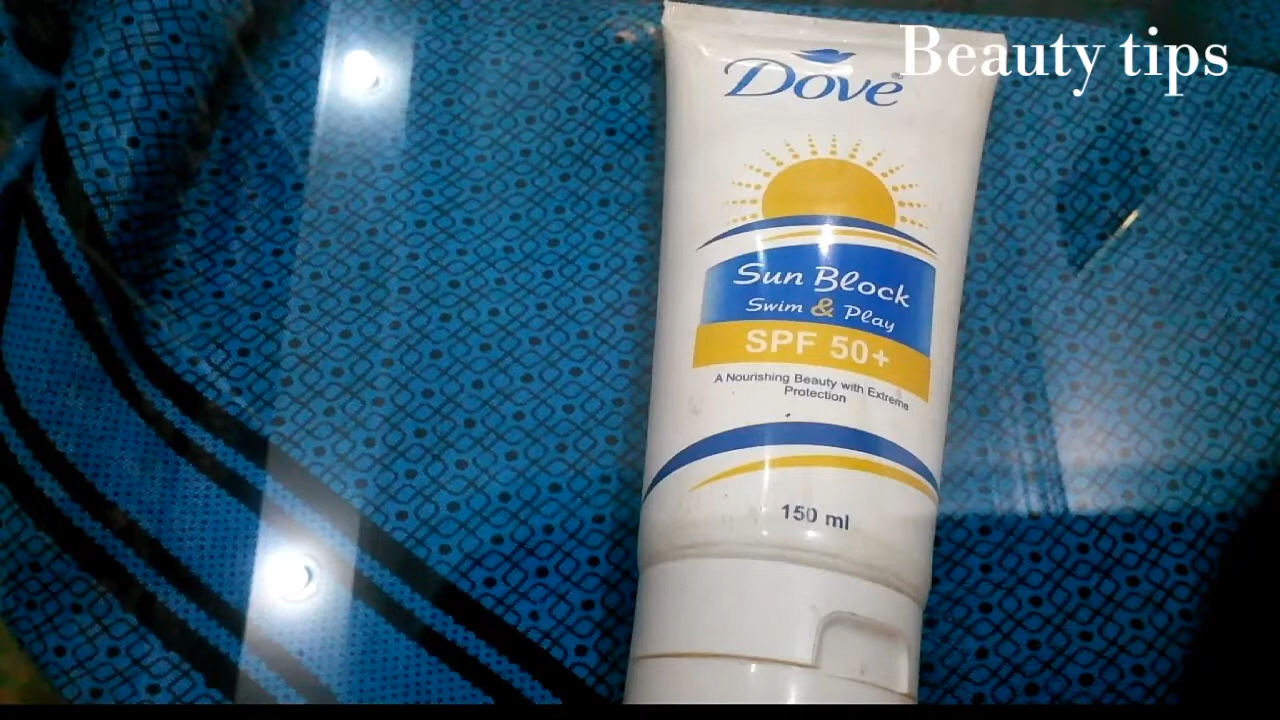 Beauty tips
Dove
Sun Block
Swim & Play
SPF 50+
A Nourishing Beauty with Extreme
Protection
150 ml